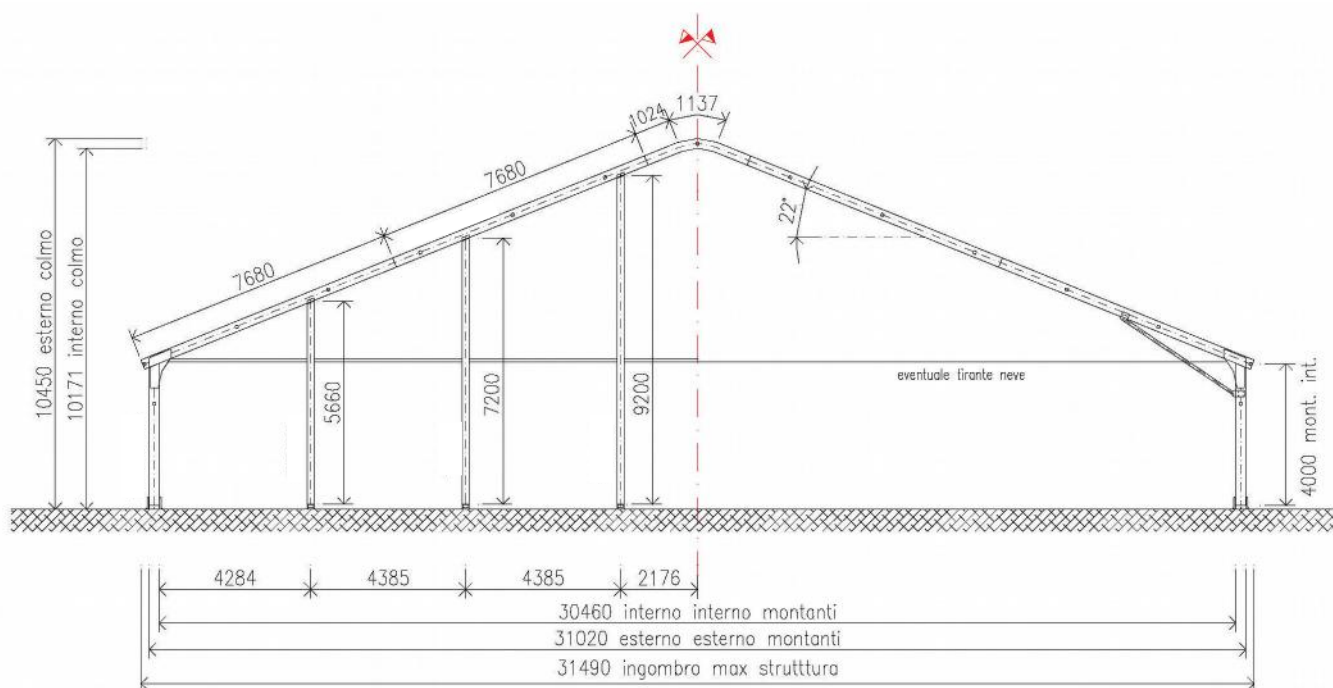 1137
1024
7680
7680
22°
10450 esterno colmo
10171 interno colmo
eventuale tirante neve
5660
7200
9200
4000 mont. int.
4284
4385
4385
2176
30460 interno interno montanti
31020 esterno esterno montanti
31490 ingombro max strutttura